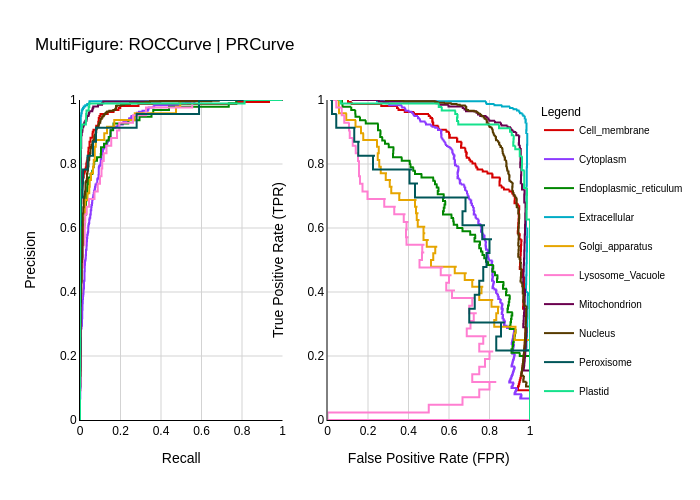 MultiFigure: ROCCurve | PRCurve
Precision
1
0.8
0.6
0.4
0.2
0
0 0.2 0.4 0.6 0.8 1
Recall
True Positive Rate (TPR)
1
0.8
0.6
0.4
0.2
0
0 0.2 0.4 0.6 0.8 1
False Positive Rate (FPR)
Legend
Cell_membrane
Cytoplasm
Endoplasmic_reticulum
Extracellular
Golgi_apparatus
Lysosome_Vacuole
Mitochondrion
Nucleus
Peroxisome
Plastid